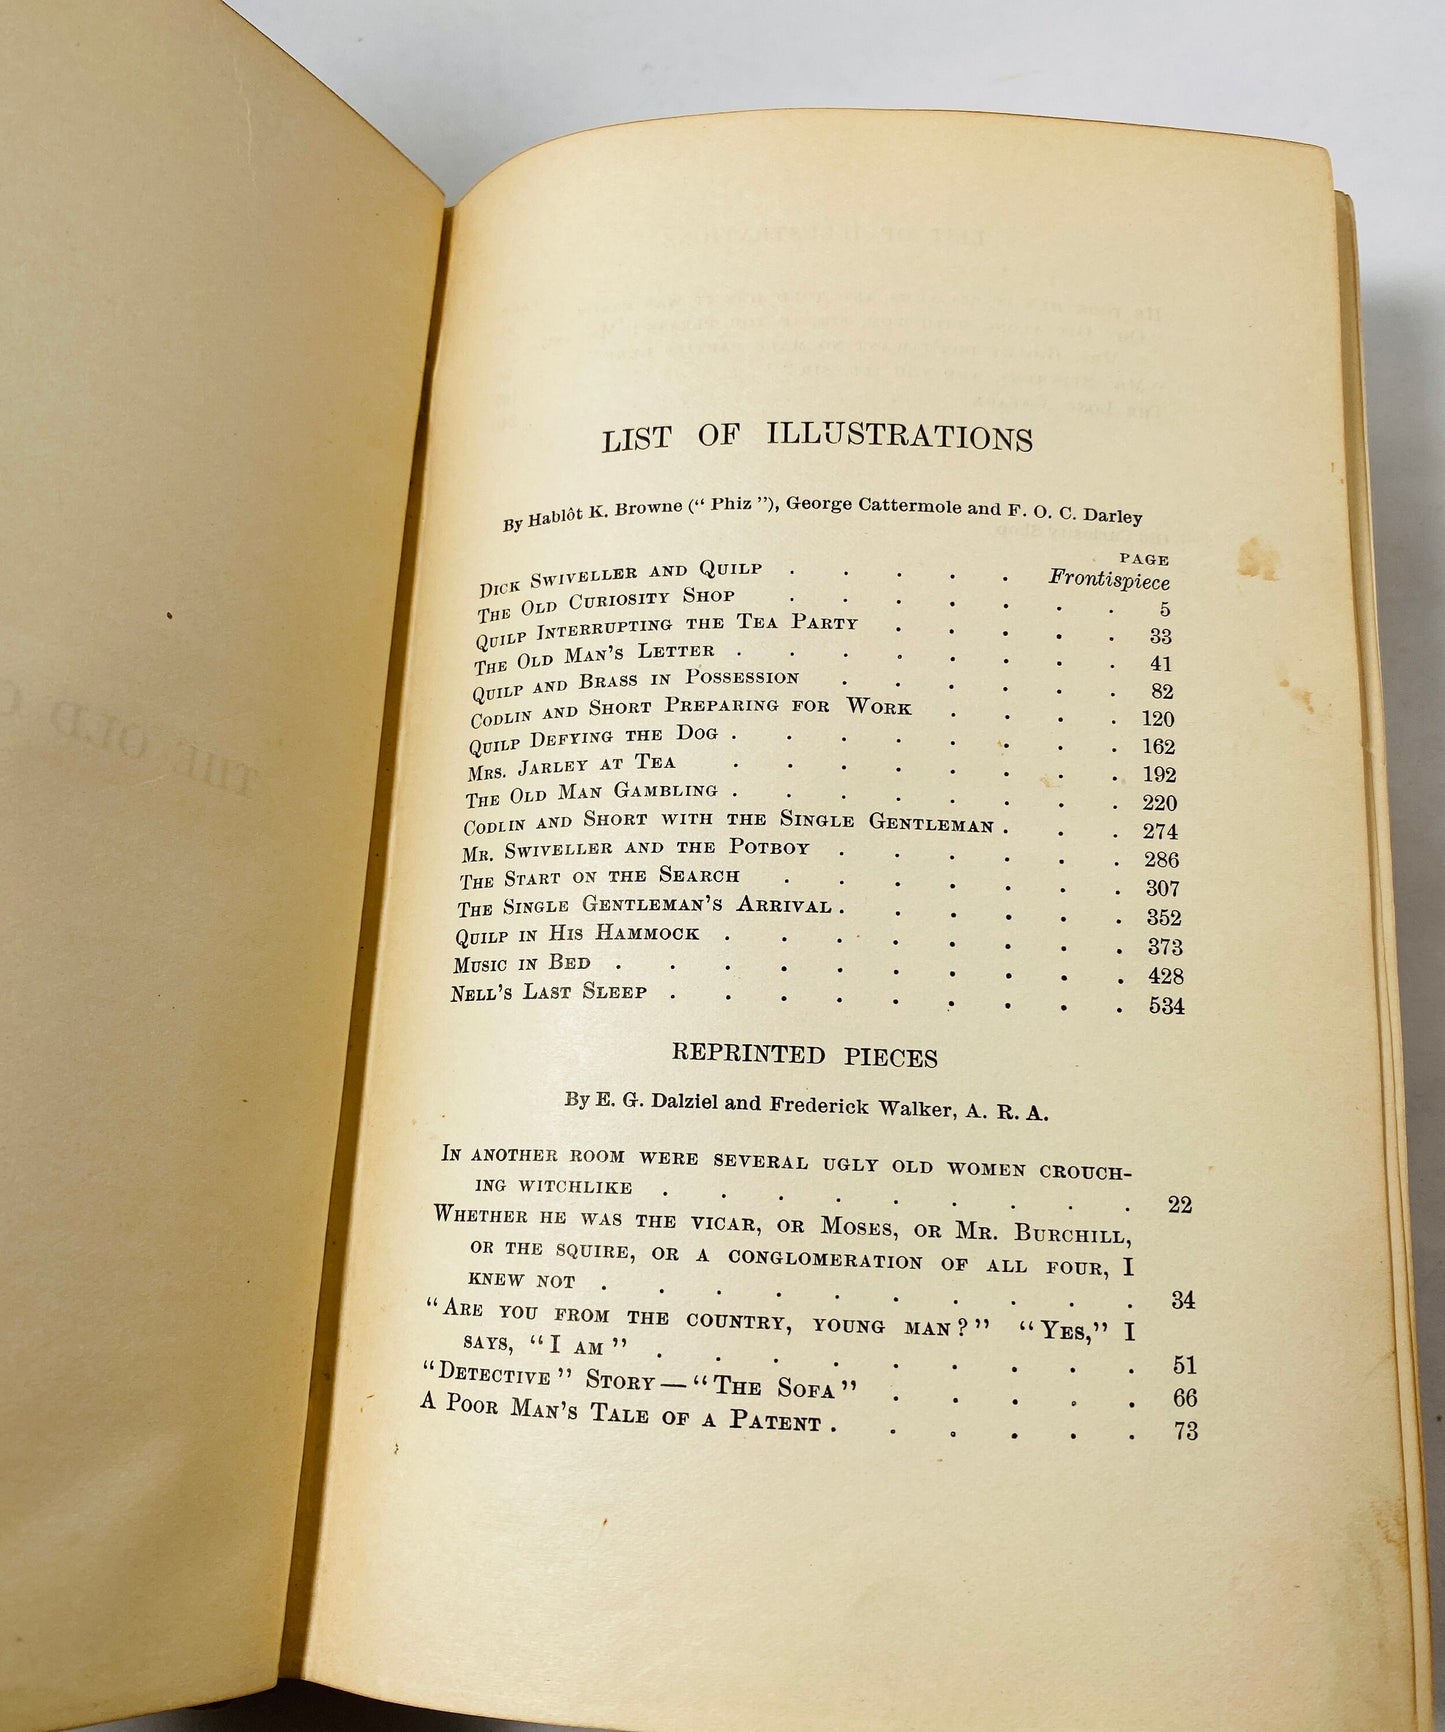 LIST OF ILLUSTRATIONS
By Hablôt K. Browne (“Phiz”), George Cattermole and F. O. C. Darley
PAGE
DICK SWIVELLER AND QUILP . . . . . Frontispiece
THE OLD CURIOSITY SHOP . . . . . . . 5
QUILP INTERRUPTING THE TEA PARTY . . . . . 33
THE OLD MAN’S LETTER . . . . . . . . 41
QUILP AND BRASS IN POSSESSION . . . . . . 82
CODLIN AND SHORT PREPARING FOR WORK . . . . 120
QUILP DEFYING THE DOG . . . . . . . . 162
MRS. JARLEY AT TEA . . . . . . . . 192
THE OLD MAN GAMBLING . . . . . . . . 220
CODLIN AND SHORT WITH THE SINGLE GENTLEMAN . . . 274
MR. SWIVELLER AND THE POTBOY . . . . . . 286
THE START ON THE SEARCH . . . . . . . 307
THE SINGLE GENTLEMAN’S ARRIVAL . . . . . . 352
QUILP IN HIS HAMMOCK . . . . . . . . 373
MUSIC IN BED . . . . . . . . . . 428
NELL’S LAST SLEEP . . . . . . . . . 534
REPRINTED PIECES
By E. G. Dalziel and Frederick Walker, A. R. A.
IN ANOTHER ROOM WERE SEVERAL UGLY OLD WOMEN CROUCH-
ING WITCHLIKE . . . . . . . . . 22
WHETHER HE WAS THE VICAR, OR MOSES, OR MR. BURCHILL,
OR THE SQUIRE, OR A CONGLOMERATION OF ALL FOUR, I
KNEW NOT . . . . . . . . . . 34
“ARE YOU FROM THE COUNTRY, YOUNG MAN?” “YES,” I
SAYS, “I AM” . . . . . . . . . 51
“DETECTIVE” STORY—“THE SOFA” . . . . . 66
A POOR MAN’S TALE OF A PATENT . . . . . . 73